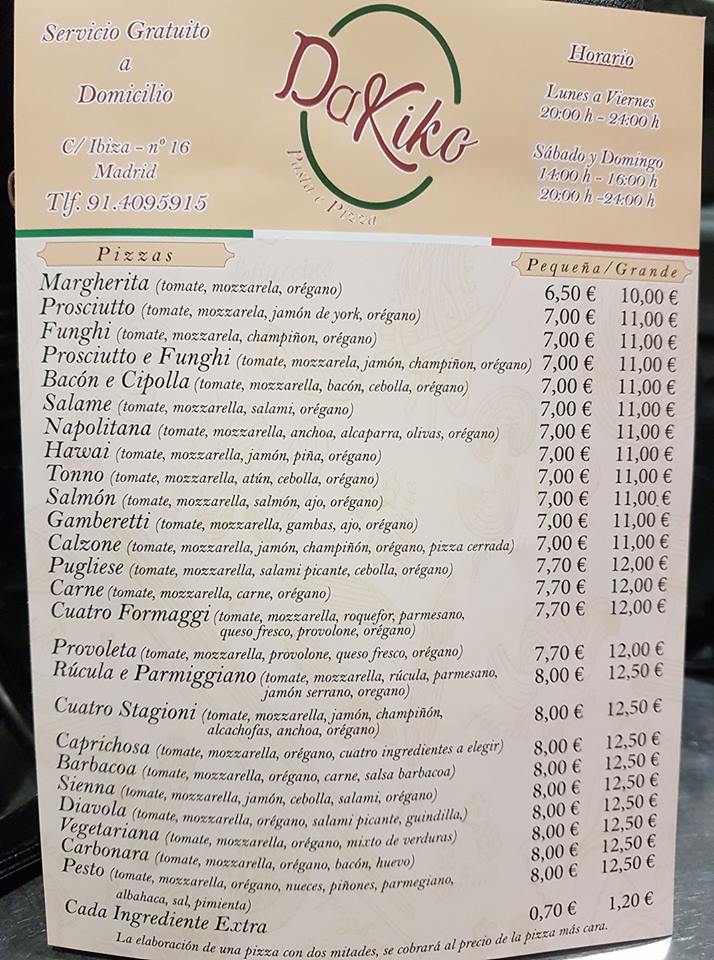 Servicio Gratuito
a
Domicilio
C/ Ibiza - nº 16
Madrid
Tlf. 91.4095915
DaKiko
Pasta e Pizza
Horario
Lunes a Viernes
20:00 h - 24:00 h
Sábado y Domingo
14:00 h - 16:00 h
20:00 h -24:00 h
Pizzas Pequeña/Grande
Margherita (tomate, mozzarela, orégano) 6,50 € 10,00 €
Prosciutto (tomate, mozzarela, jamón de york, orégano) 7,00 € 11,00 €
Funghi (tomate, mozzarella, champiñon, orégano) 7,00 € 11,00 €
Prosciutto e Funghi (tomate, mozzarela, jamón, champiñon, orégano) 7,00 € 11,00 €
Bacón e Cipolla (tomate, mozzarella, bacón, cebolla, orégano) 7,00 € 11,00 €
Salame (tomate, mozzarella, salami, orégano) 7,00 € 11,00 €
Napolitana (tomate, mozzarella, anchoa, alcaparra, olivas, orégano) 7,00 € 11,00 €
Hawai (tomate, mozzarella, jamón, piña, orégano) 7,00 € 11,00 €
Tonno (tomate, mozzarella, atún, cebolla, orégano) 7,00 € 11,00 €
Salmón (tomate, mozzarella, salmón, ajo, orégano) 7,00 € 11,00 €
Gamberetti (tomate, mozzarella, gambas, ajo, orégano) 7,00 € 11,00 €
Calzone (tomate, mozzarella, jamón, champiñón, orégano, pizza cerrada) 7,00 € 11,00 €
Pugliese (tomate, mozzarella, salami picante, cebolla, orégano) 7,70 € 12,00 €
Carne (tomate, mozzarella, carne, orégano) 7,70 € 12,00 €
Cuatro Formaggi (tomate, mozzarella, roquefor, parmesano, 7,70 € 12,00 €
queso fresco, provolone, orégano)
Provoleta (tomate, mozzarella, provolone, queso fresco, orégano) 7,70 € 12,00 €
Rúcula e Parmiggiano (tomate, mozzarella, rúcula, parmesano, 8,00 € 12,50 €
jamón serrano, oregano)
Cuatro Stagioni (tomate, mozzarella, jamón, champiñón, 8,00 € 12,50 €
alcachofas, anchoa, orégano)
Caprichosa (tomate, mozzarella, orégano, cuatro ingredientes a elegir) 8,00 € 12,50 €
Barbacoa (tomate, mozzarella, orégano, carne, salsa barbacoa) 8,00 € 12,50 €
Sienna (tomate, mozzarella, jamón, cebolla, salami, orégano) 8,00 € 12,50 €
Diavola (tomate, mozzarella, orégano, salami picante, guindilla,) 8,00 € 12,50 €
Vegetariana (tomate, mozzarella, orégano, mixto de verduras) 8,00 € 12,50 €
Carbonara (tomate, mozzarella, orégano, bacón, huevo) 8,00 € 12,50 €
Pesto (tomate, mozzarella, orégano, nueces, piñones, parmegiano, 8,00 € 12,50 €
albahaca, sal, pimienta)
Cada Ingrediente Extra 0,70 € 1,20 €
La elaboración de una pizza con dos mitades, se cobrará al precio de la pizza más cara.